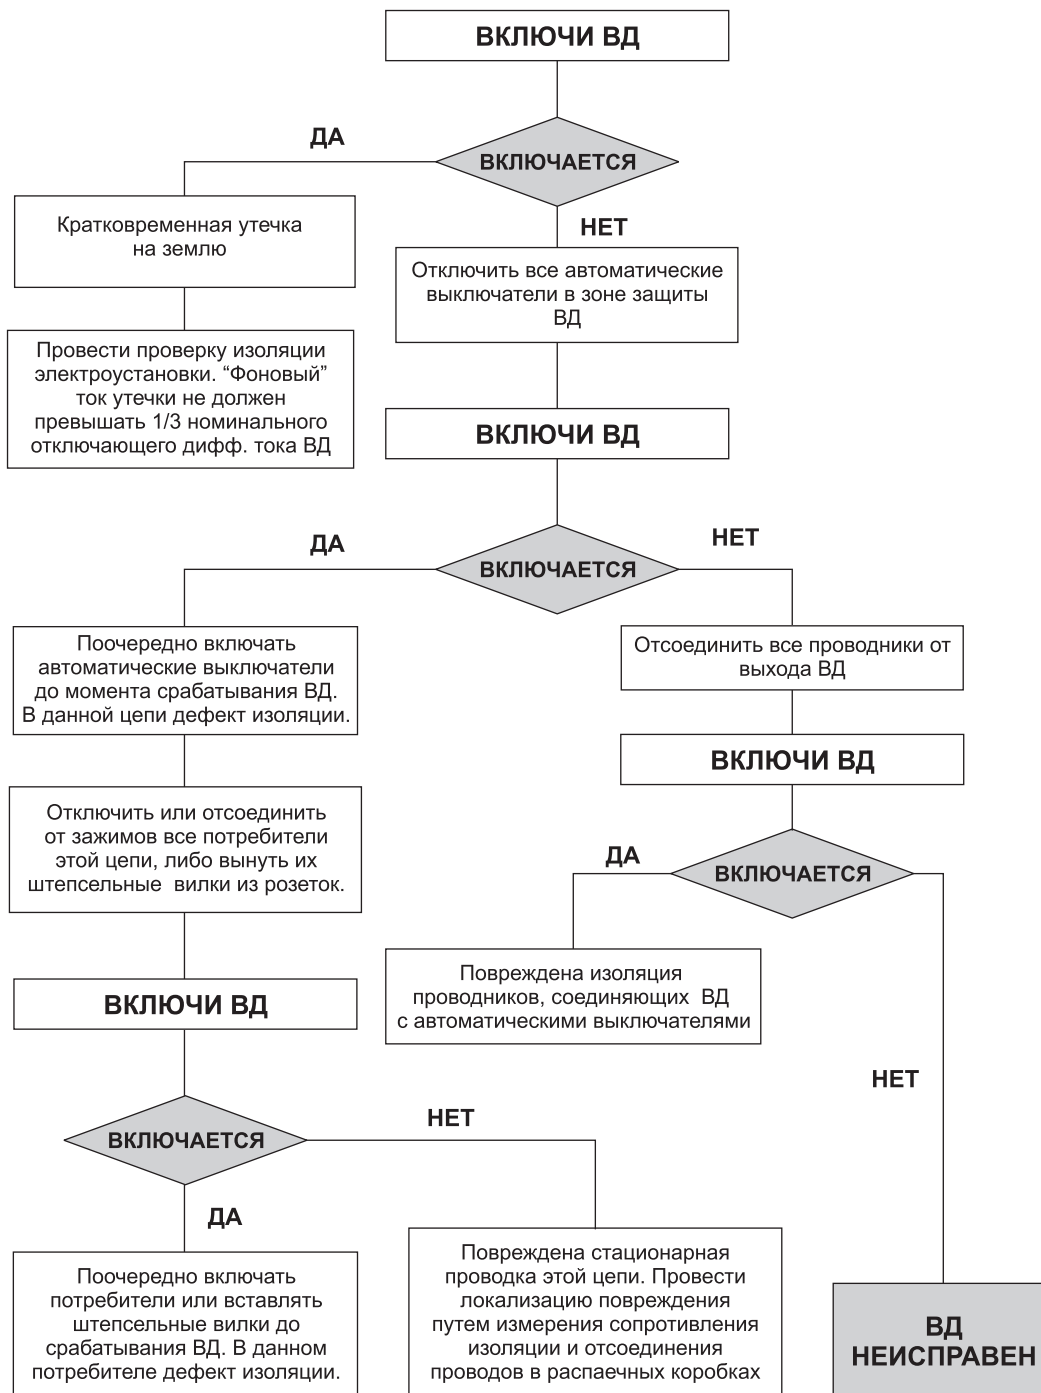 ВКЛЮЧИ ВД
ВКЛЮЧАЕТСЯ
ДА
Кратковременная утечка
на землю
Провести проверку изоляции
электроустановки. “Фоновый”
ток утечки не должен
превышать 1/3 номинального
отключающего дифф. тока ВД
НЕТ
Отключить все автоматические
выключатели в зоне защиты
ВД
ВКЛЮЧИ ВД
ВКЛЮЧАЕТСЯ
ДА
Поочередно включать
автоматические выключатели
до момента срабатывания ВД.
В данной цепи дефект изоляции.
Отключить или отсоединить
от зажимов все потребители
этой цепи, либо вынуть их
штепсельные вилки из розеток.
ВКЛЮЧИ ВД
ВКЛЮЧАЕТСЯ
ДА
Поочередно включать
потребители или вставлять
штепсельные вилки до
срабатывания ВД. В данном
потребителе дефект изоляции.
НЕТ
Повреждена стационарная
проводка этой цепи. Провести
локализацию повреждения
путем измерения сопротивления
изоляции и отсоединения
проводов в распаечных коробках
НЕТ
Отсоединить все проводники от
выхода ВД
ВКЛЮЧИ ВД
ВКЛЮЧАЕТСЯ
ДА
Повреждена изоляция
проводников, соединяющих ВД
с автоматическими выключателями
НЕТ
ВД
НЕИСПРАВЕН